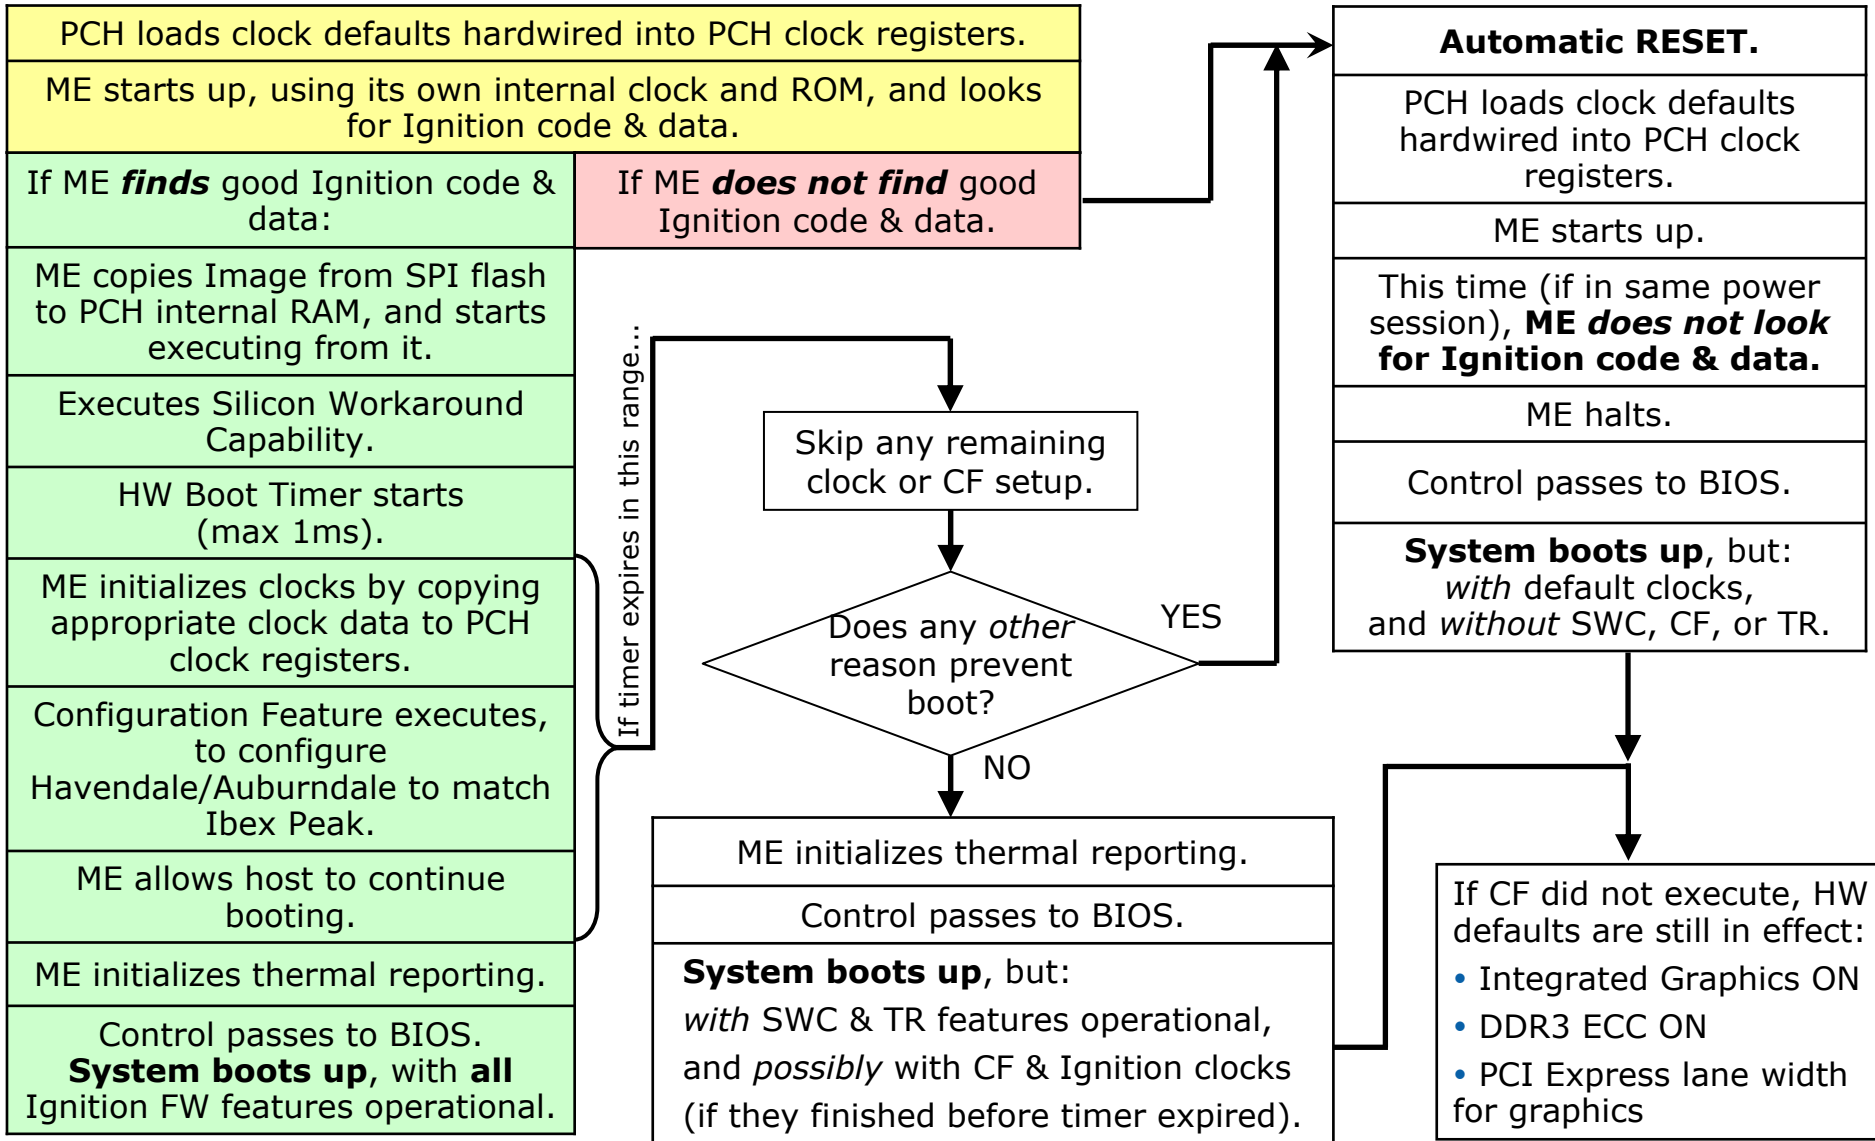 PCH loads clock defaults hardwired into PCH clock registers.
ME starts up, using its own internal clock and ROM, and looks
for Ignition code & data.
If ME finds good Ignition code &
data:
If ME does not find good
Ignition code & data.
ME copies Image from SPI flash
to PCH internal RAM, and starts
executing from it.
Executes Silicon Workaround
Capability.
HW Boot Timer starts
(max 1ms).
ME initializes clocks by copying
appropriate clock data to PCH
clock registers.
Configuration Feature executes,
to configure
Havendale/Auburndale to match
Ibex Peak.
ME allows host to continue
booting.
ME initializes thermal reporting.
Control passes to BIOS.
System boots up, with all
Ignition FW features operational.
If timer expires in this range...
Skip any remaining
clock or CF setup.
Does any other
reason prevent
boot?
YES
NO
ME initializes thermal reporting.
Control passes to BIOS.
System boots up, but:
with SWC & TR features operational,
and possibly with CF & Ignition clocks
(if they finished before timer expired).
Automatic RESET.
PCH loads clock defaults
hardwired into PCH clock
registers.
ME starts up.
This time (if in same power
session), ME does not look
for Ignition code & data.
ME halts.
Control passes to BIOS.
System boots up, but:
with default clocks,
and without SWC, CF, or TR.
If CF did not execute, HW
defaults are still in effect:
• Integrated Graphics ON
• DDR3 ECC ON
• PCI Express lane width
for graphics